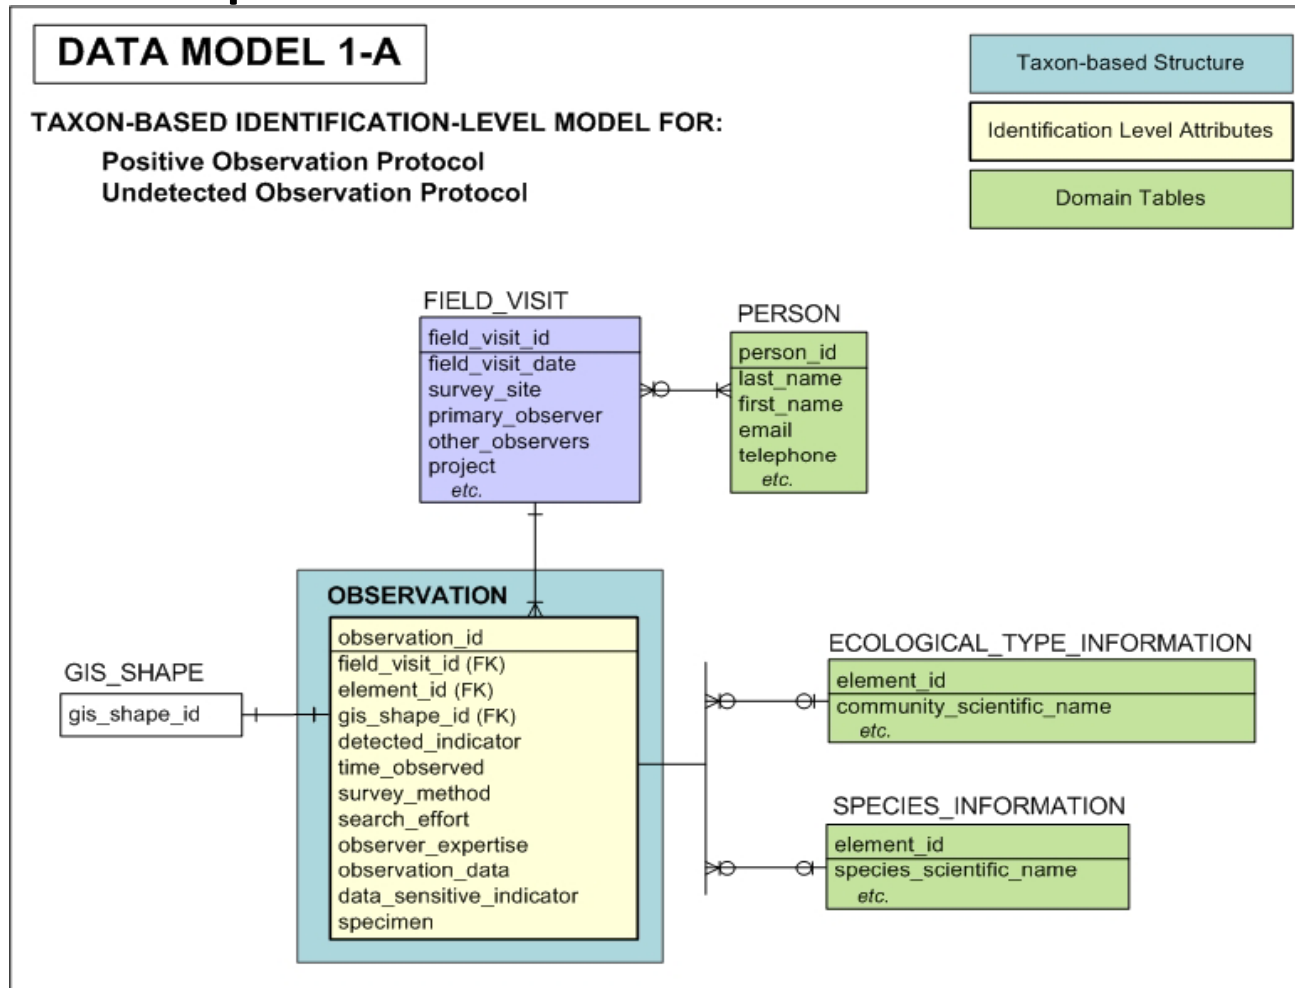 DATA MODEL 1-A
TAXON-BASED IDENTIFICATION-LEVEL MODEL FOR:
Positive Observation Protocol
Undetected Observation Protocol
Taxon-based Structure
Identification Level Attributes
Domain Tables
FIELD_VISIT
field_visit_id
field_visit_date
survey_site
primary_observer
other_observers
project
etc.
PERSON
person_id
last_name
first_name
email
telephone
etc.
OBSERVATION
observation_id
field_visit_id (FK)
element_id (FK)
gis_shape_id (FK)
detected_indicator
time_observed
survey_method
search_effort
observer_expertise
observation_data
data_sensitive_indicator
specimen
GIS_SHAPE
gis_shape_id
ECOLOGICAL_TYPE_INFORMATION
element_id
community_scientific_name
etc.
SPECIES_INFORMATION
element_id
species_scientific_name
etc.